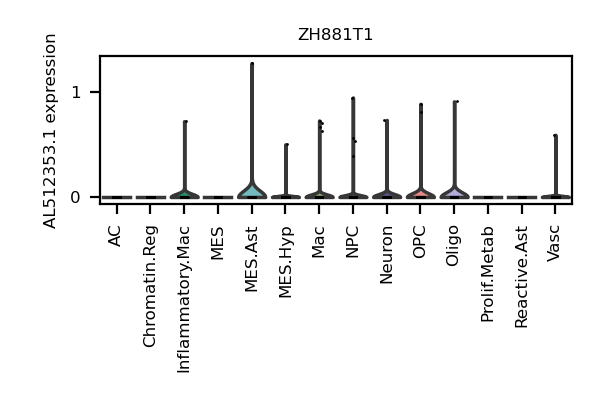 ZH881T1
AL512353.1 expression
1
0
AC
Chromatin.Reg
Inflammatory.Mac
MES
MES.Ast
MES.Hyp
Mac
NPC
Neuron
OPC
Oligo
Prolif.Metab
Reactive.Ast
Vasc